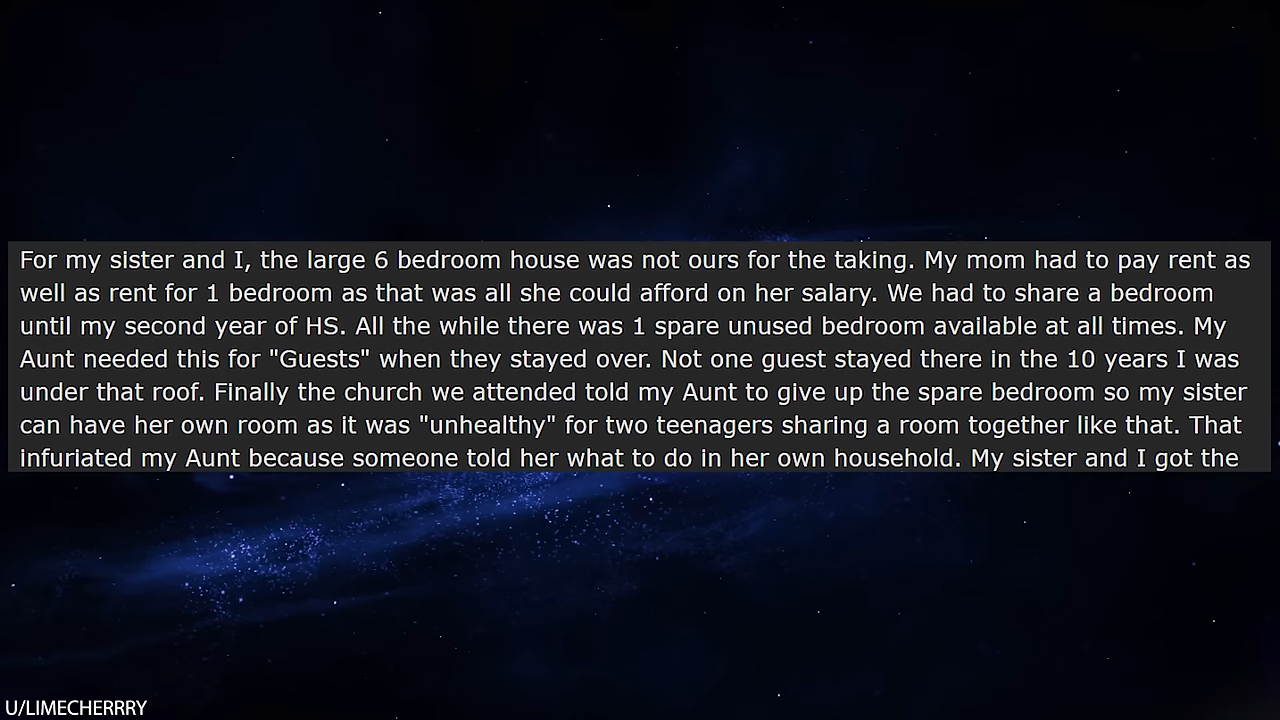 For my sister and I, the large 6 bedroom house was not ours for the taking. My mom had to pay rent as
well as rent for 1 bedroom as that was all she could afford on her salary. We had to share a bedroom
until my second year of HS. All the while there was 1 spare unused bedroom available at all times. My
Aunt needed this for "Guests" when they stayed over. Not one guest stayed there in the 10 years I was
under that roof. Finally the church we attended told my Aunt to give up the spare bedroom so my sister
can have her own room as it was "unhealthy" for two teenagers sharing a room together like that. That
infuriated my Aunt because someone told her what to do in her own household. My sister and I got the
U/LIMECHERRRY